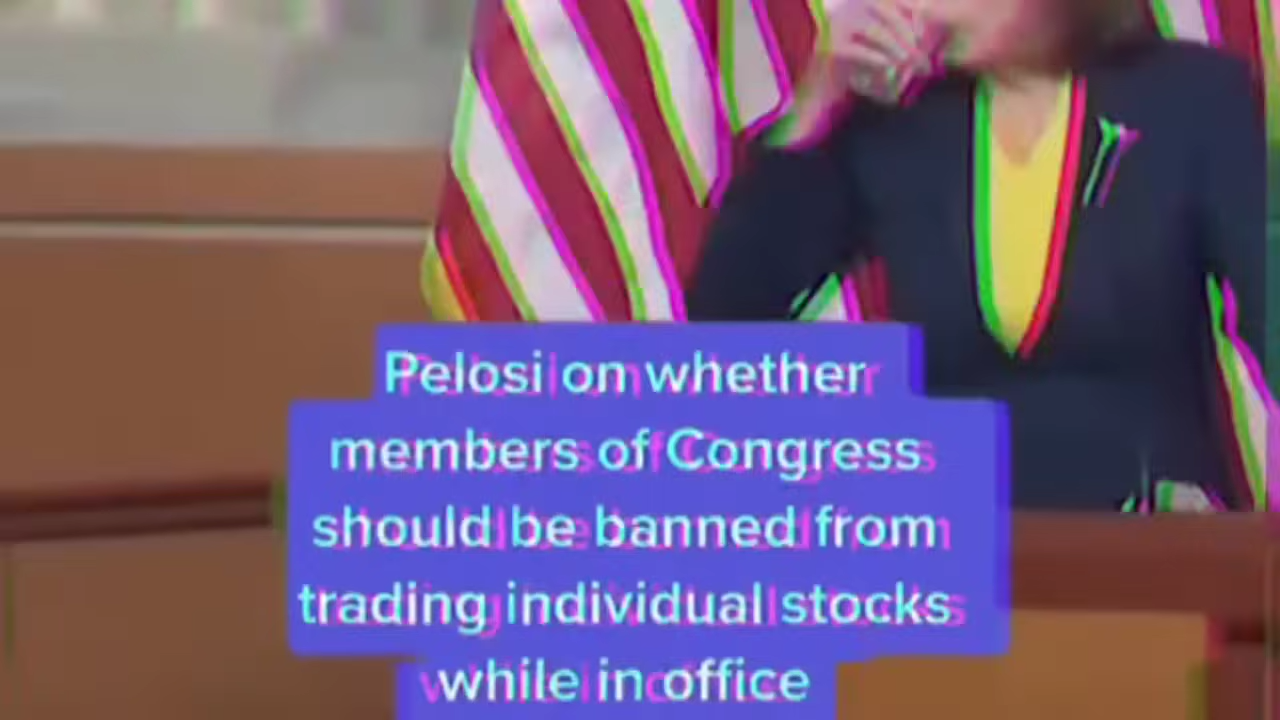 Pelosi on whether
members of Congress
should be banned from
trading individual stocks
while in office